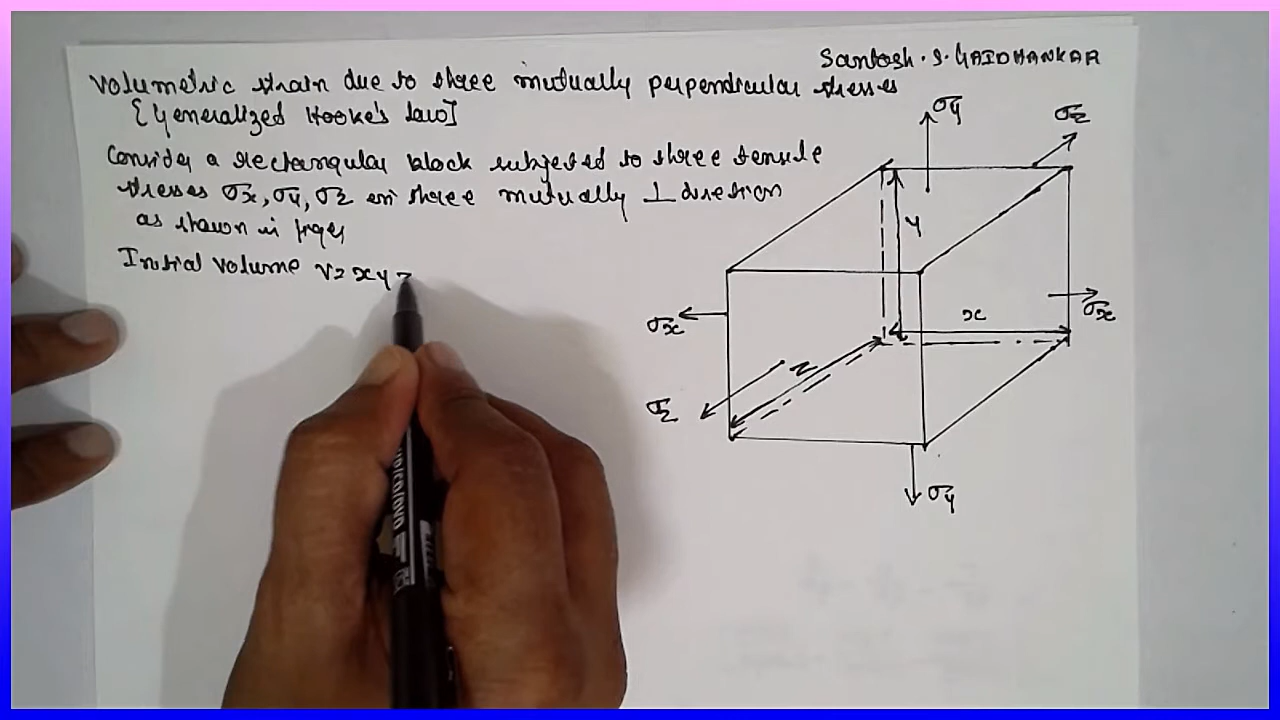 Santosh. S. GAIDHANKAR
Volumetric strain due to three mutually perpendicular stresses
[Generalized Hooke's law]
Consider a rectangular block subjected to three tensile
stresses σx, σy, σz in three mutually ⊥ direction
as shown in
Initial volume V= xyz
σy
σz
y
σx
x
σx
z
σz
σy